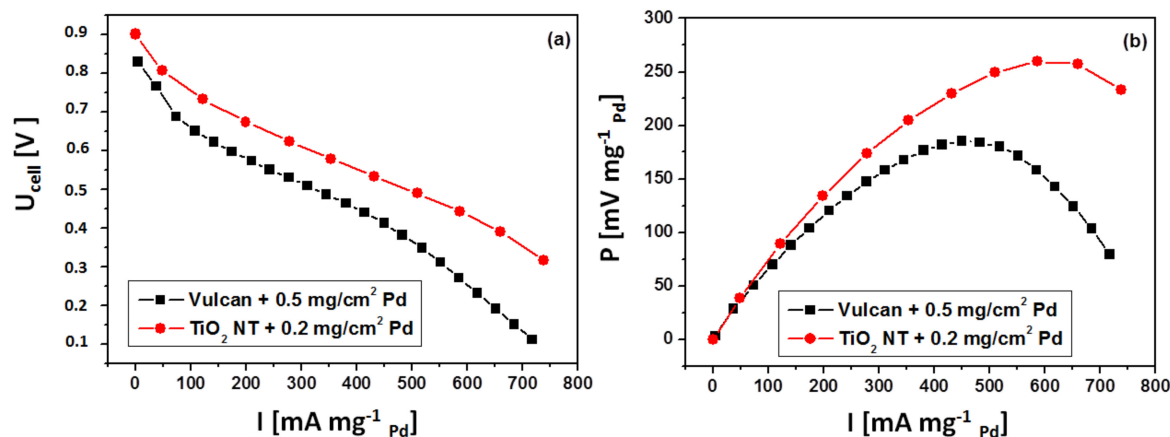 (a)
U_cell [V]
0.9
0.8
0.7
0.6
0.5
0.4
0.3
0.2
0.1
Vulcan + 0.5 mg/cm² Pd
TiO₂ NT + 0.2 mg/cm² Pd
0 100 200 300 400 500 600 700 800
I [mA mg⁻¹ Pd]
(b)
P [mV mg⁻¹ Pd]
300
250
200
150
100
50
0
Vulcan + 0.5 mg/cm² Pd
TiO₂ NT + 0.2 mg/cm² Pd
0 100 200 300 400 500 600 700 800
I [mA mg⁻¹ Pd]